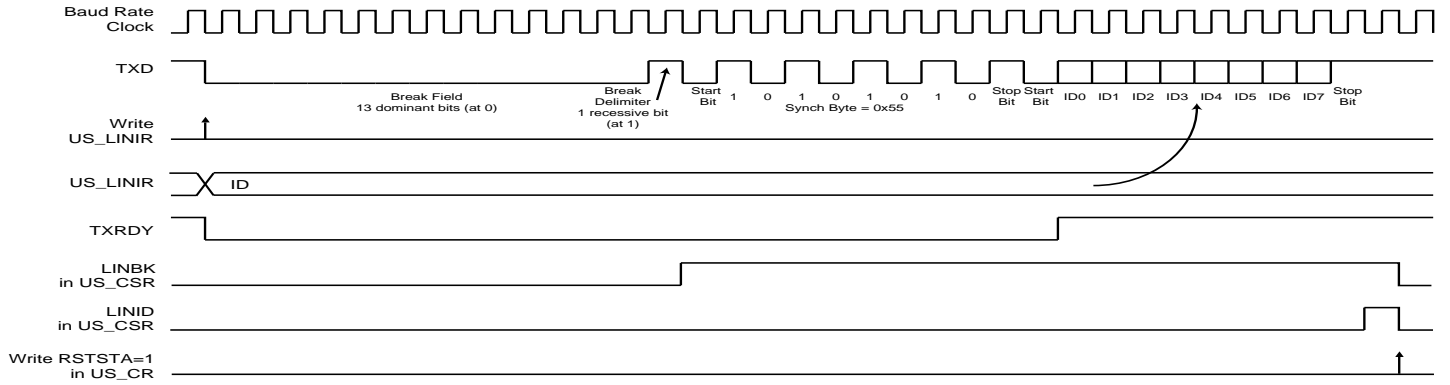 Baud Rate
Clock
TXD
Break Field
13 dominant bits (at 0)
Break
Delimiter
1 recessive bit
(at 1)
Start
Bit
1 0 1 0 1 0 1 0
Synch Byte = 0x55
Stop
Bit
Start
Bit
ID0 ID1 ID2 ID3 ID4 ID5 ID6 ID7
Stop
Bit
Write
US_LINIR
US_LINIR
ID
TXRDY
LINBK
in US_CSR
LINID
in US_CSR
Write RSTSTA=1
in US_CR